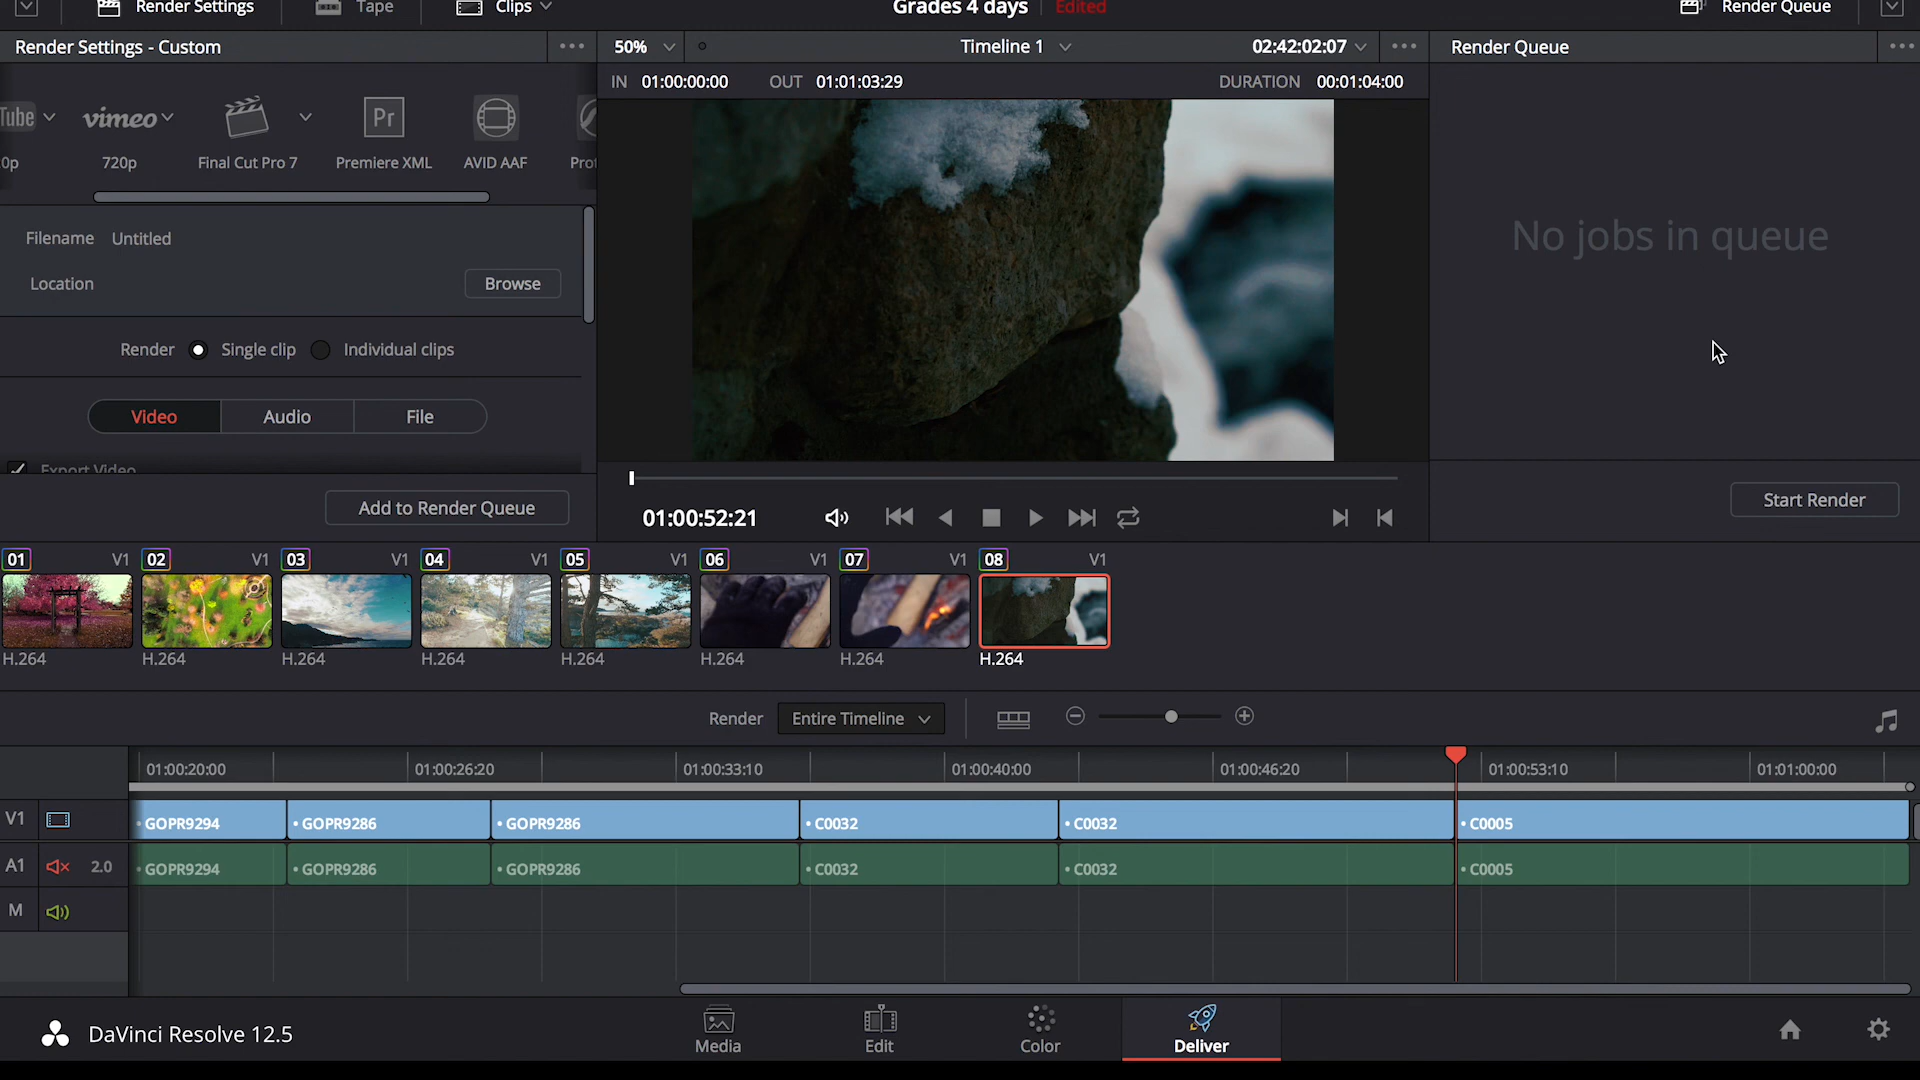 Render Settings
Tape
Clips
Grades 4 days
Edited
Render Queue
Render Settings - Custom
50%
Timeline 1
02:42:02:07
Render Queue
IN 01:00:00:00
OUT 01:01:03:29
DURATION 00:01:04:00
Tube
vimeo
Pr
0p
720p
Final Cut Pro 7
Premiere XML
AVID AAF
Pro
Filename Untitled
Location
Browse
No jobs in queue
Render Single clip Individual clips
Video
Audio
File
Export Video
Add to Render Queue
01:00:52:21
Start Render
01 V1 02 V1 03 V1 04 V1 05 V1 06 V1 07 V1 08 V1
H.264 H.264 H.264 H.264 H.264 H.264 H.264 H.264
Render Entire Timeline
01:00:20:00 01:00:26:20 01:00:33:10 01:00:40:00 01:00:46:20 01:00:53:10 01:01:00:00
V1 GOPR9294 GOPR9286 GOPR9286 C0032 C0032 C0005
A1 2.0 GOPR9294 GOPR9286 GOPR9286 C0032 C0032 C0005
M
DaVinci Resolve 12.5
Media
Edit
Color
Deliver